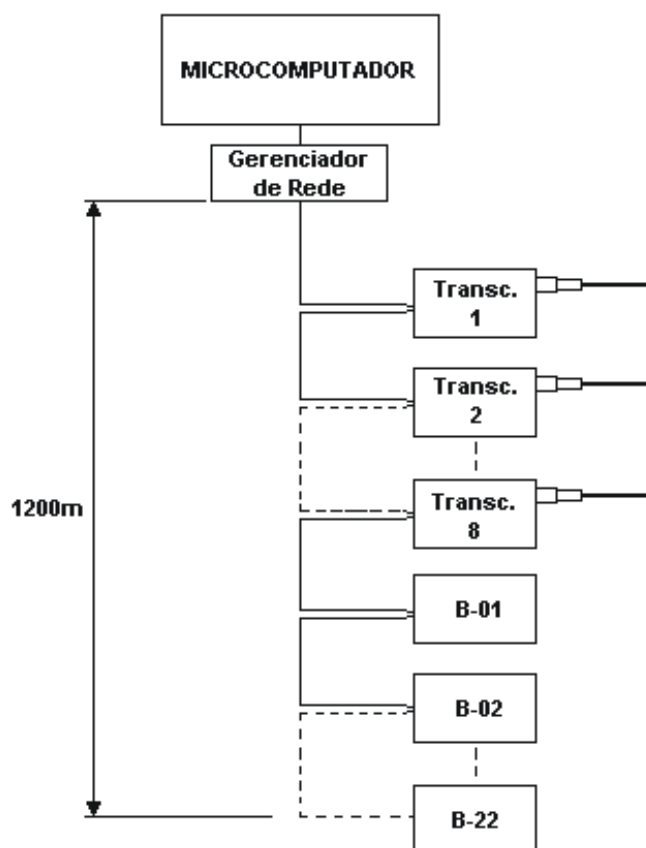 MICROCOMPUTADOR
Gerenciador
de Rede
Transc.
1
Transc.
2
1200m
Transc.
8
B-01
B-02
B-22